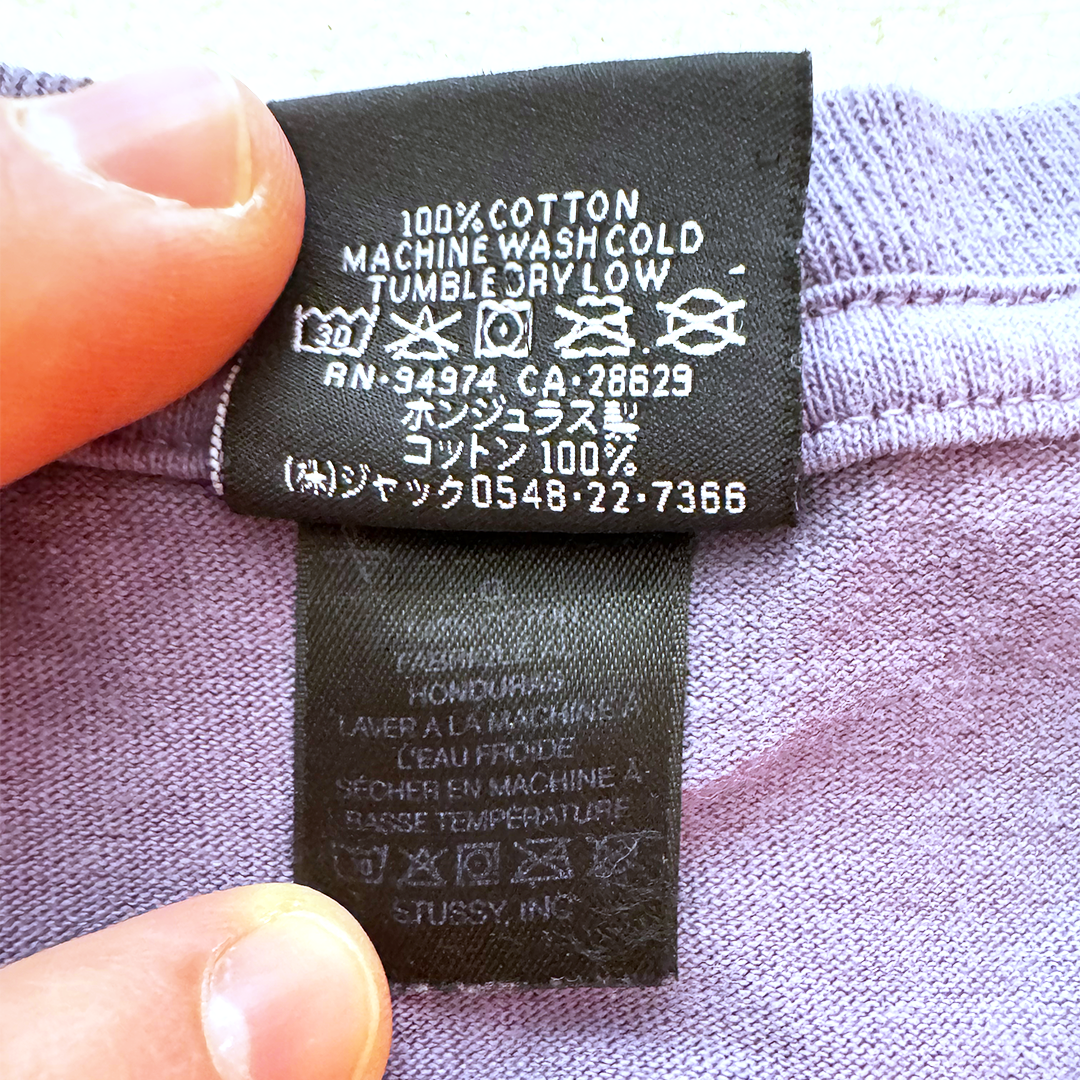 100% COTTON
MACHINE WASH COLD
TUMBLE DRY LOW
30
RN·94974 CA·28629
ホンジュラス製
コットン 100%
(株)ジャック0548·22·7366
HONDURAS
LAVER À LA MACHINE À
L'EAU FROIDE
SÉCHER EN MACHINE À
BASSE TEMPÉRATURE
STUSSY, INC